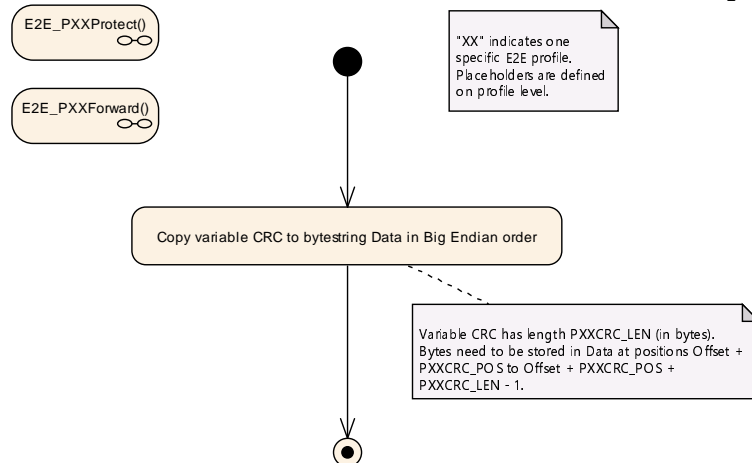 E2E_PXXProtect()
"XX" indicates one
specific E2E profile.
Placeholders are defined
on profile level.
E2E_PXXForward()
Copy variable CRC to bytestring Data in Big Endian order
Variable CRC has length PXXCRC_LEN (in bytes).
Bytes need to be stored in Data at positions Offset +
PXXCRC_POS to Offset + PXXCRC_POS +
PXXCRC_LEN - 1.